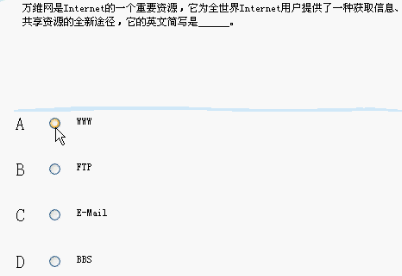 万维网是Internet的一个重要资源，它为全世界Internet用户提供了一种获取信息、
共享资源的全新途径，它的英文简写是______。
A WWW
B FTP
C E-Mail
D BBS